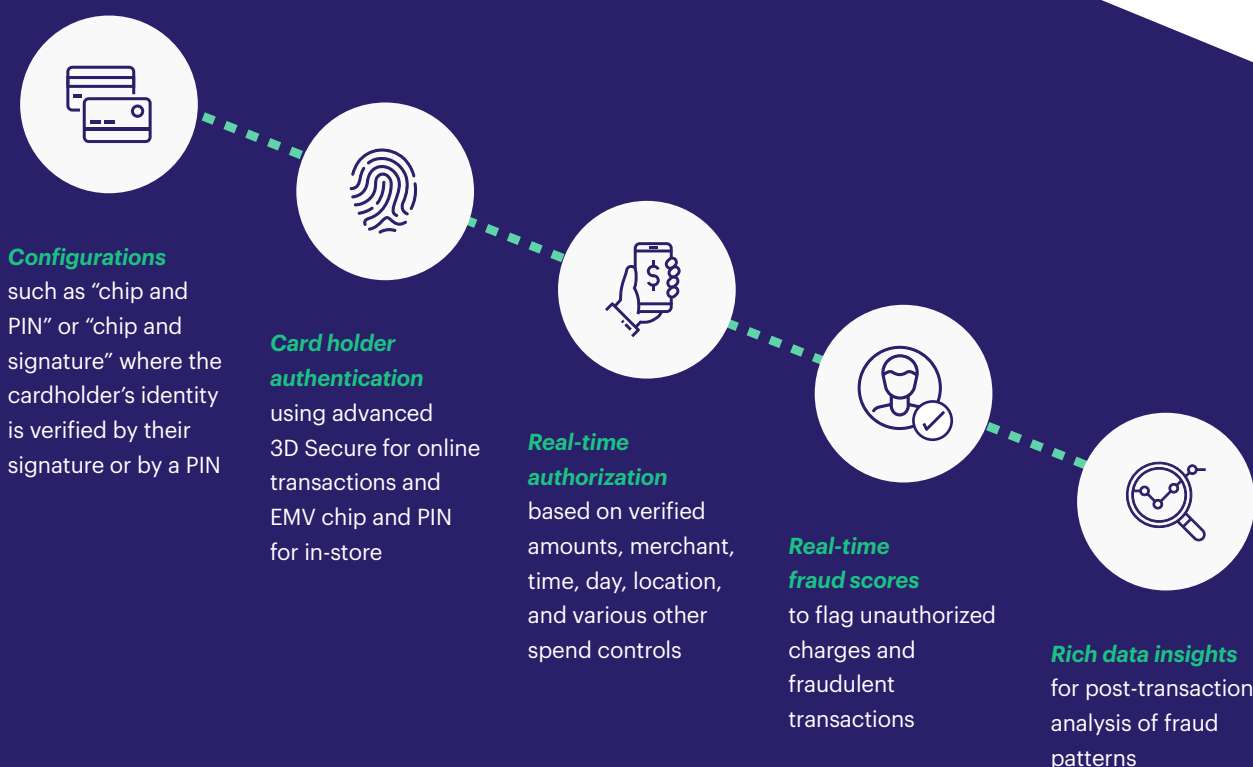 Configurations
such as “chip and
PIN” or “chip and
signature” where the
cardholder’s identity
is verified by their
signature or by a PIN
Card holder
authentication
using advanced
3D Secure for online
transactions and
EMV chip and PIN
for in-store
Real-time
authorization
based on verified
amounts, merchant,
time, day, location,
and various other
spend controls
Real-time
fraud scores
to flag unauthorized
charges and
fraudulent
transactions
Rich data insights
for post-transaction
analysis of fraud
patterns